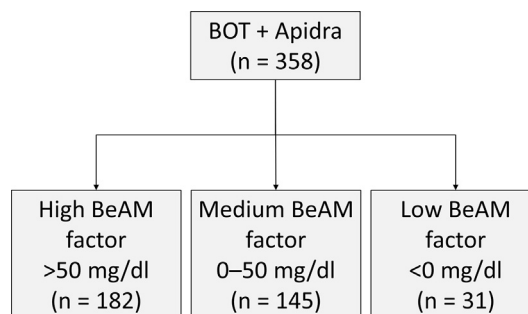 BOT + Apidra
(n = 358)
High BeAM
factor
>50 mg/dl
(n = 182)
Medium BeAM
factor
0–50 mg/dl
(n = 145)
Low BeAM
factor
<0 mg/dl
(n = 31)